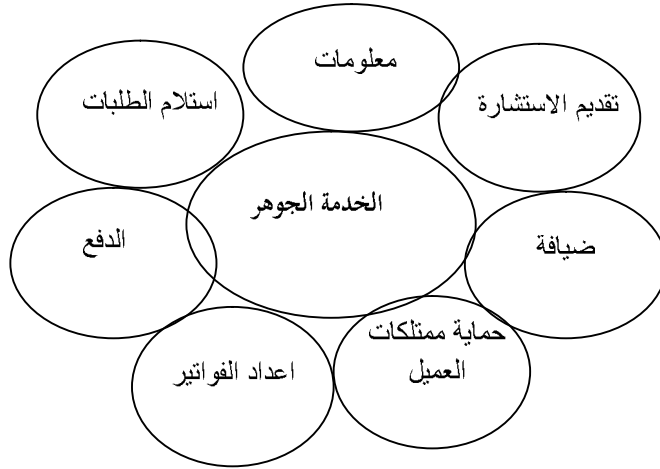 معلومات
تقديم الاستشارة
استلام الطلبات
الخدمة الجوهر
ضيافة
الدفع
حماية ممتلكات
العميل
اعداد الفواتير